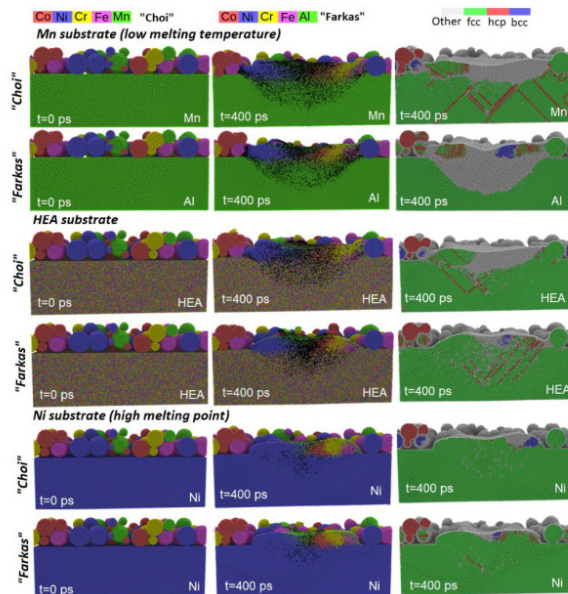 Co Ni Cr Fe Mn "Choi" Co Ni Cr Fe Al "Farkas" Other fcc hcp bcc
Mn substrate (low melting temperature)
"Choi" t=0 ps Mn t=400 ps t=400 ps Mn
"Farkas" t=0 ps Al t=400 ps t=400 ps Al
HEA substrate
"Choi" t=0 ps HEA t=400 ps HEA t=400 ps HEA
"Farkas" t=0 ps HEA t=400 ps HEA t=400 ps HEA
Ni substrate (high melting point)
"Choi" t=0 ps Ni t=400 ps Ni t=400 ps Ni
"Farkas" t=0 ps Ni t=400 ps Ni t=400 ps Ni